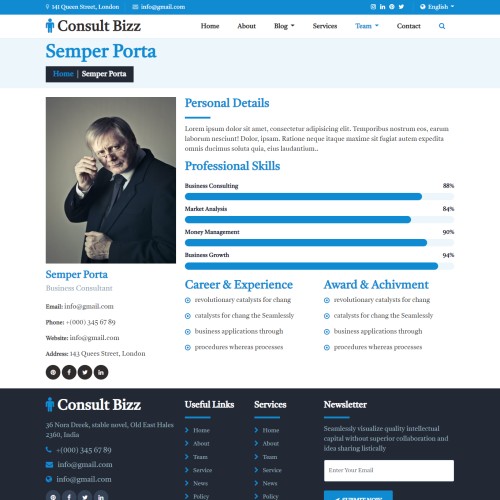 141 Queen Street, London info@gmail.com English
Consult Bizz Home About Blog Services Team Contact
Semper Porta
Home | Semper Porta
Personal Details
Lorem ipsum dolor sit amet, consectetur adipisicing elit. Temporibus nostrum eos, earum
laborum nesciunt! Dolor, ipsam. Ratione neque itaque maxime sit fugiat autem expedita
omnis ducimus soluta quia, eius laudantium..
Professional Skills
Business Consulting 88%
Market Analysis 84%
Money Management 90%
Business Growth 94%
Semper Porta
Business Consultant
Email: info@gmail.com
Phone: +(000) 345 67 89
Website: info@gmail.com
Address: 143 Quees Street, London
Career & Experience
revolutionary catalysts for chang
catalysts for chang the Seamlessly
business applications through
procedures whereas processes
Award & Achivment
revolutionary catalysts for chang
catalysts for chang the Seamlessly
business applications through
procedures whereas processes
Consult Bizz
36 Nora Dreek, stable novel, Old East Hales
2360, India
+(000) 345 67 89
info@gmail.com
info@gmail.com
Useful Links
Home
About
Team
Service
News
Policy
Services
Home
About
Team
Service
News
Policy
Newsletter
Seamlessly visualize quality intellectual
capital without superior collaboration and
idea sharing listically
Enter Your Email